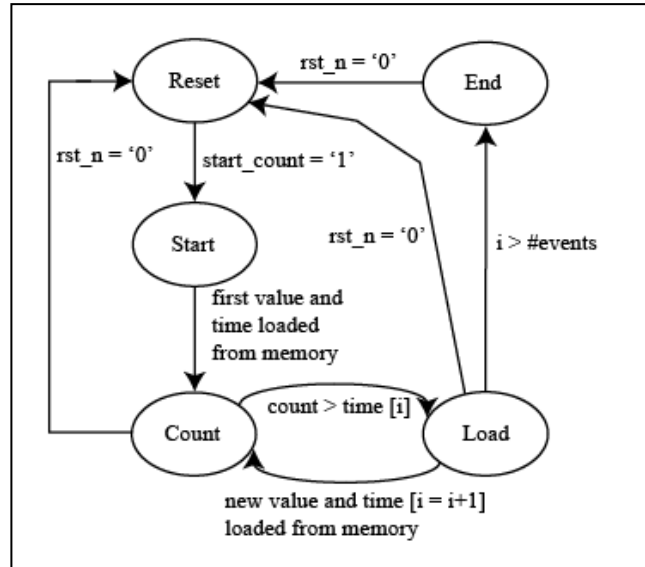 rst_n = ‘0’
Reset
End
rst_n = ‘0’
start_count = ‘1’
Start
rst_n = ‘0’
i > #events
first value and
time loaded
from memory
Count
count > time [i]
Load
new value and time [i = i+1]
loaded from memory